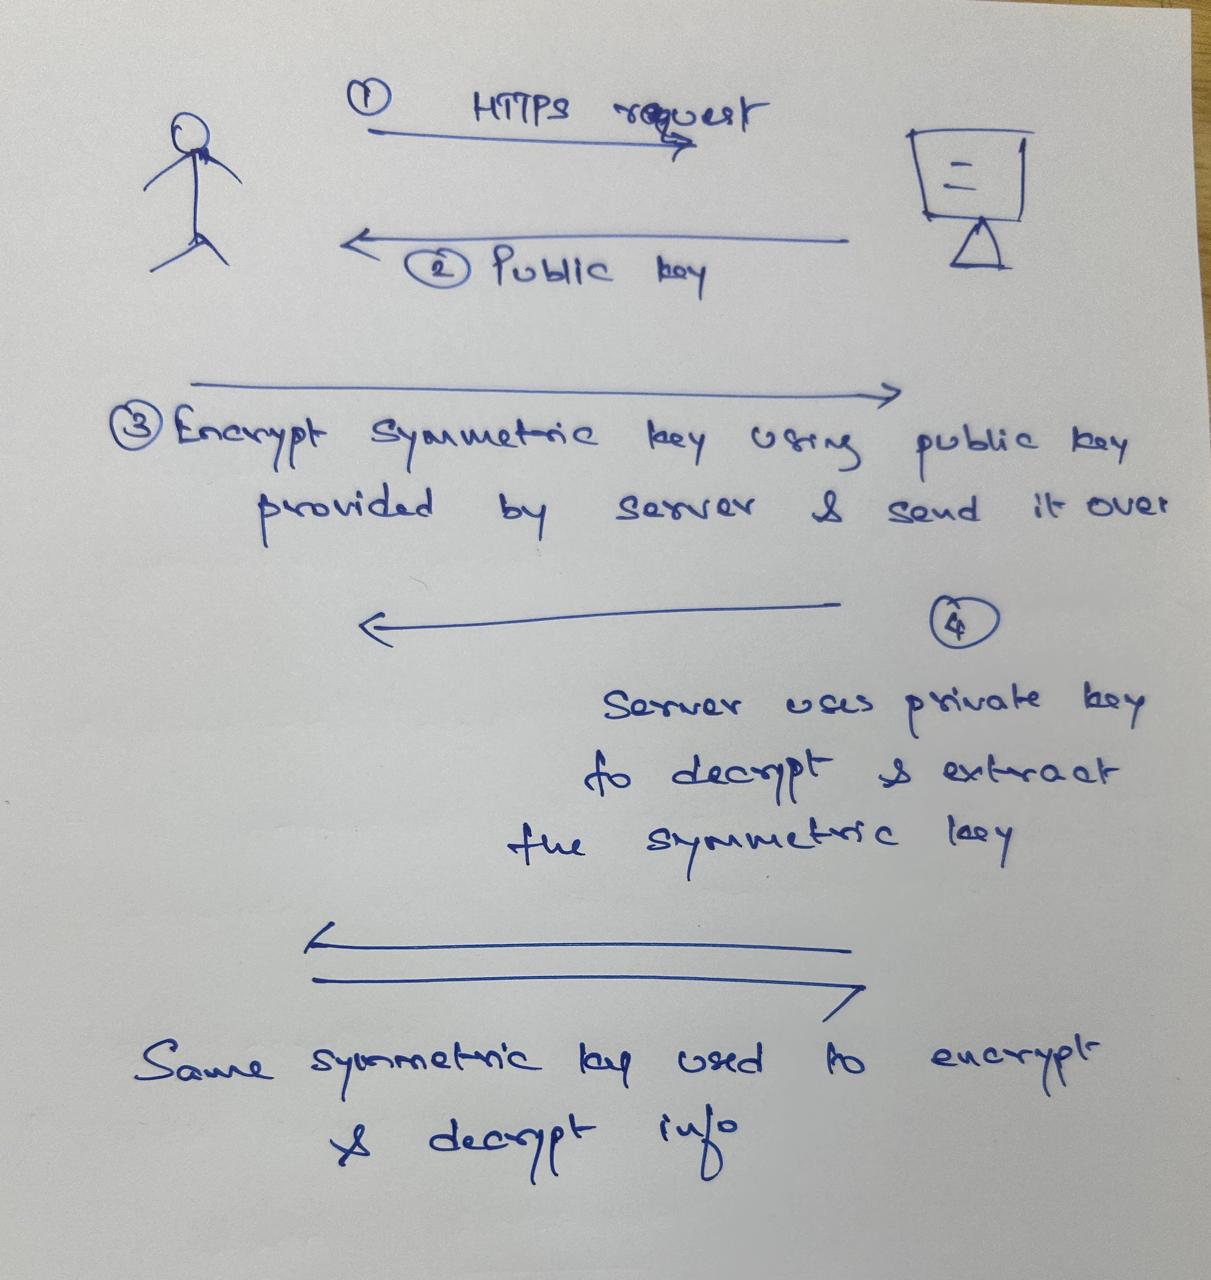 ① HTTPS request
② Public key
③ Encrypt symmetric key using public key
provided by server & send it over
④
Server uses private key
to decrypt & extract
the symmetric key
Same symmetric key used to encrypt
& decrypt info